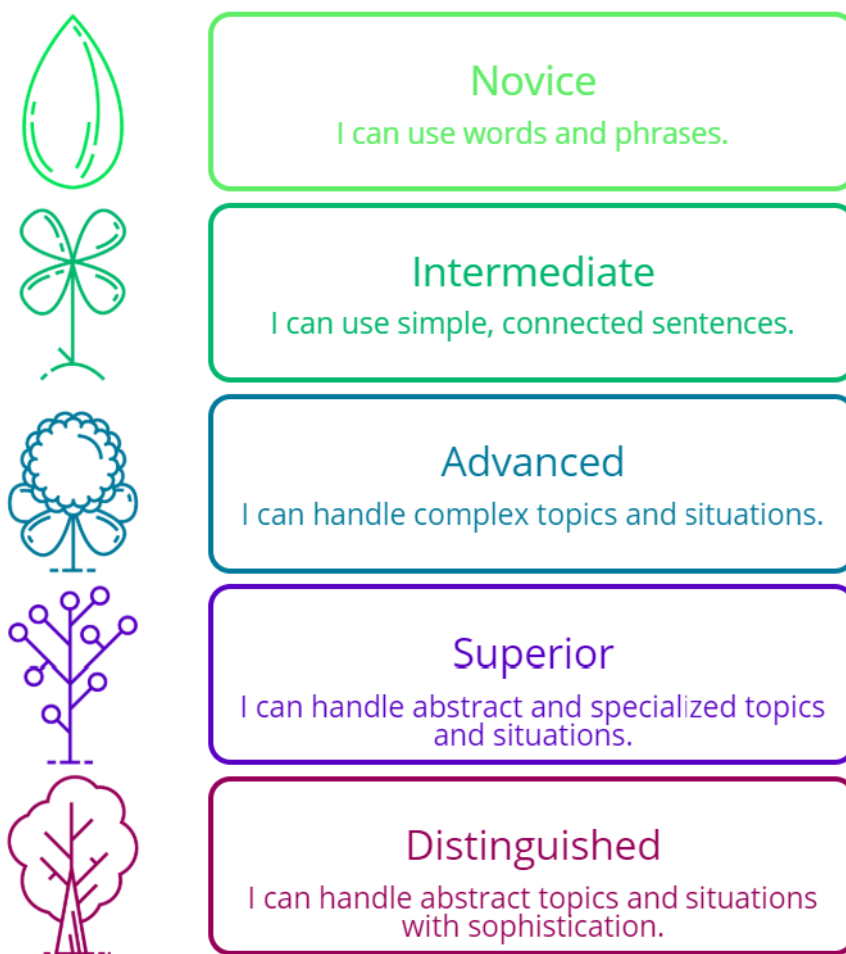 Novice
I can use words and phrases.
Intermediate
I can use simple, connected sentences.
Advanced
I can handle complex topics and situations.
Superior
I can handle abstract and specialized topics
and situations.
Distinguished
I can handle abstract topics and situations
with sophistication.